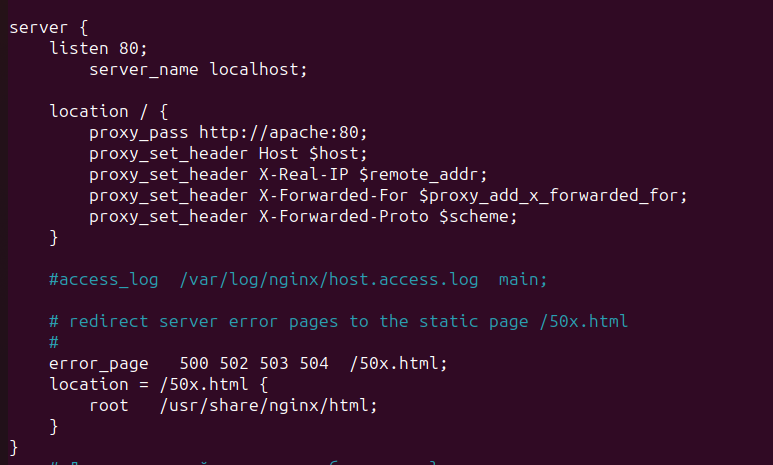 server {
    listen 80;
        server_name localhost;

    location / {
        proxy_pass http://apache:80;
        proxy_set_header Host $host;
        proxy_set_header X-Real-IP $remote_addr;
        proxy_set_header X-Forwarded-For $proxy_add_x_forwarded_for;
        proxy_set_header X-Forwarded-Proto $scheme;
    }

    #access_log  /var/log/nginx/host.access.log  main;

    # redirect server error pages to the static page /50x.html
    #
    error_page   500 502 503 504  /50x.html;
    location = /50x.html {
        root   /usr/share/nginx/html;
    }
}